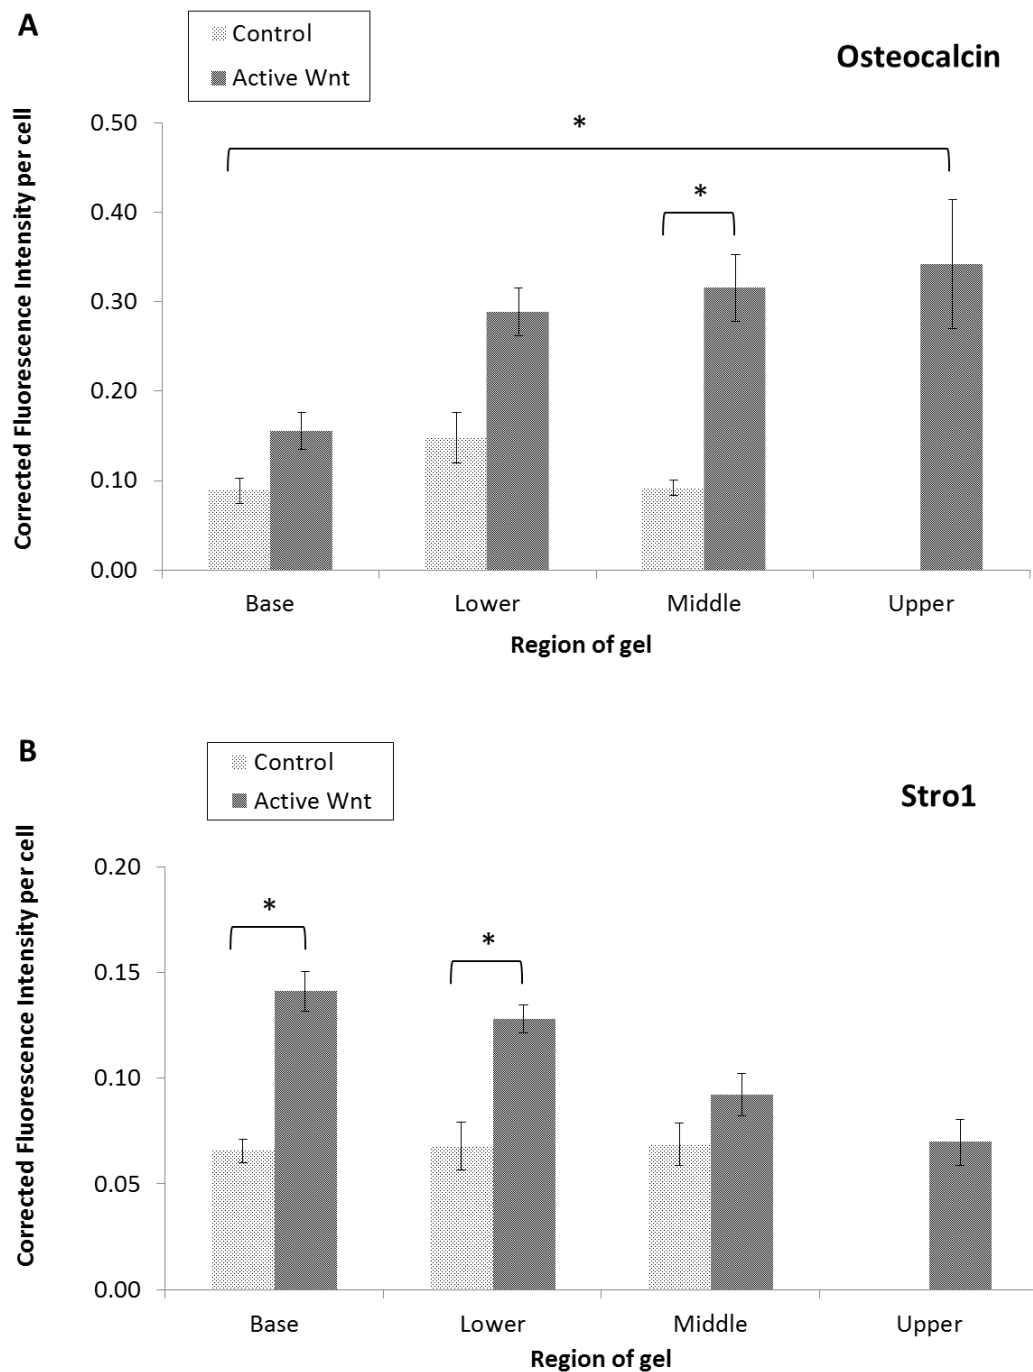 A
Control
Active Wnt
Osteocalcin
Corrected Fluorescence Intensity per cell
0.50
0.40
0.30
0.20
0.10
0.00
*
*
Base Lower Middle Upper
Region of gel
B
Control
Active Wnt
Stro1
Corrected Fluorescence Intensity per cell
0.20
0.15
0.10
0.05
0.00
*
*
Base Lower Middle Upper
Region of gel